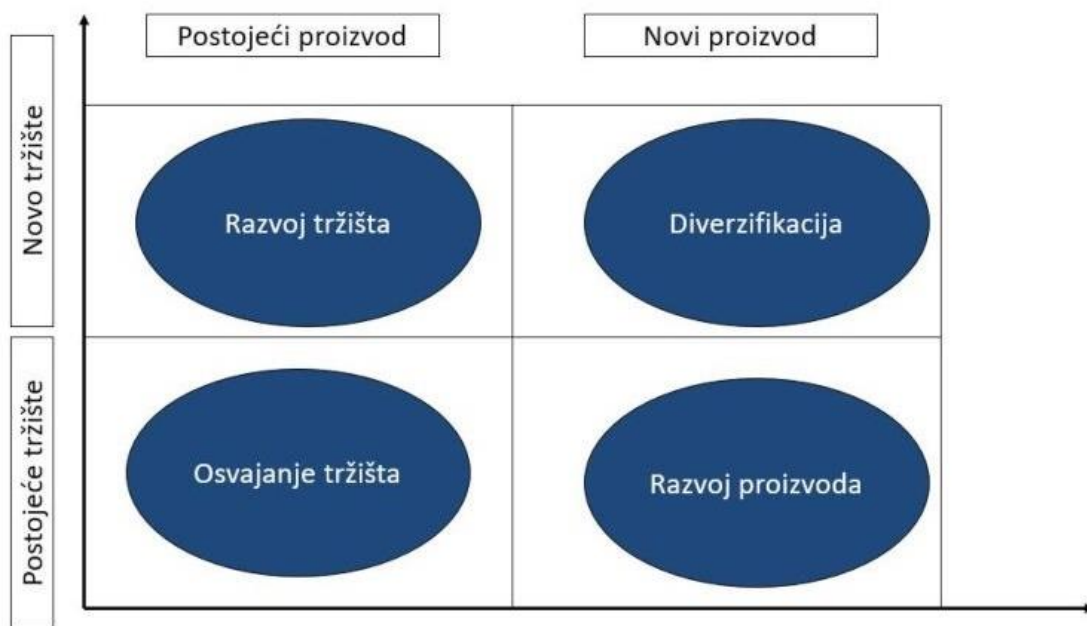 Postojeći proizvod
Novi proizvod
Novo tržište
Razvoj tržišta
Diverzifikacija
Postojeće tržište
Osvajanje tržišta
Razvoj proizvoda